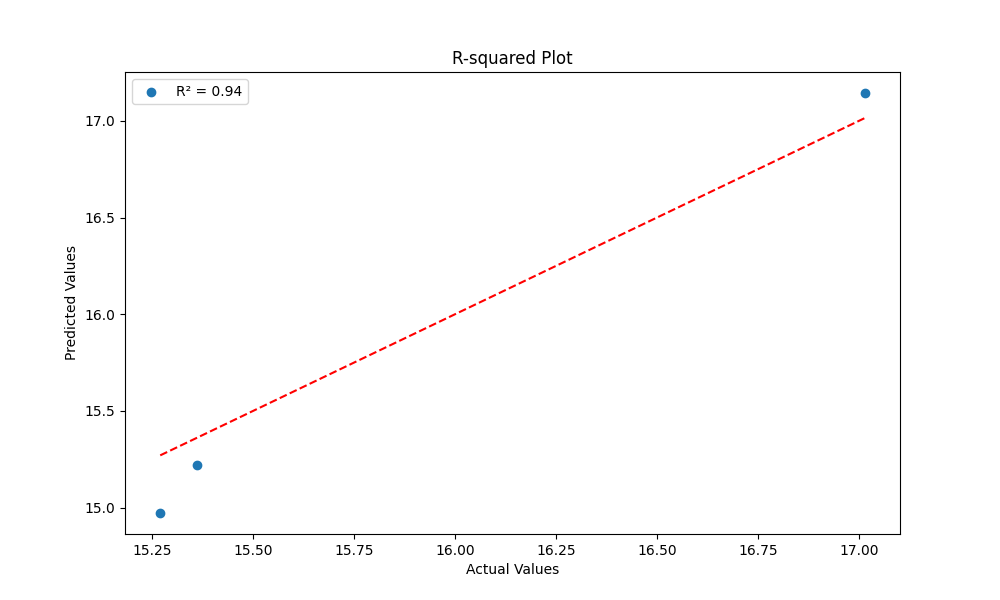 R-squared Plot
R² = 0.94
17.0
16.5
16.0
15.5
15.0
Predicted Values
15.25 15.50 15.75 16.00 16.25 16.50 16.75 17.00
Actual Values